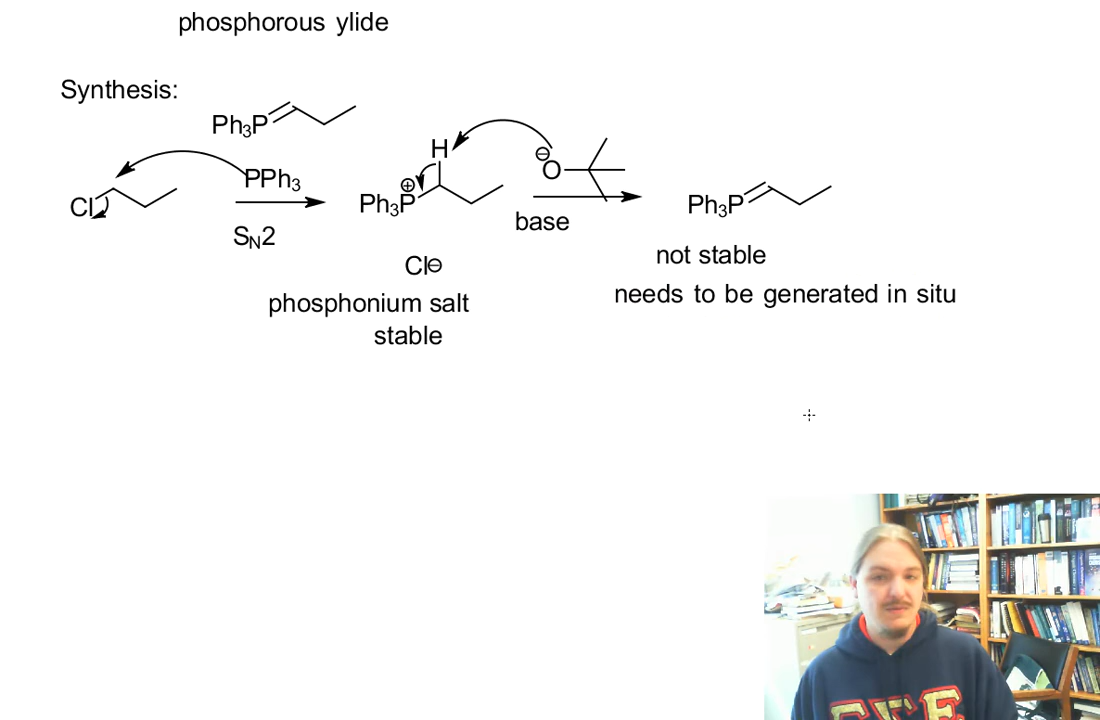 phosphorous ylide
Synthesis:
Ph3P
Cl
PPh3
SN2
H
Ph3P⊕
Cl⊖
phosphonium salt
stable
⊖O
base
Ph3P
not stable
needs to be generated in situ
ΣΣΕ